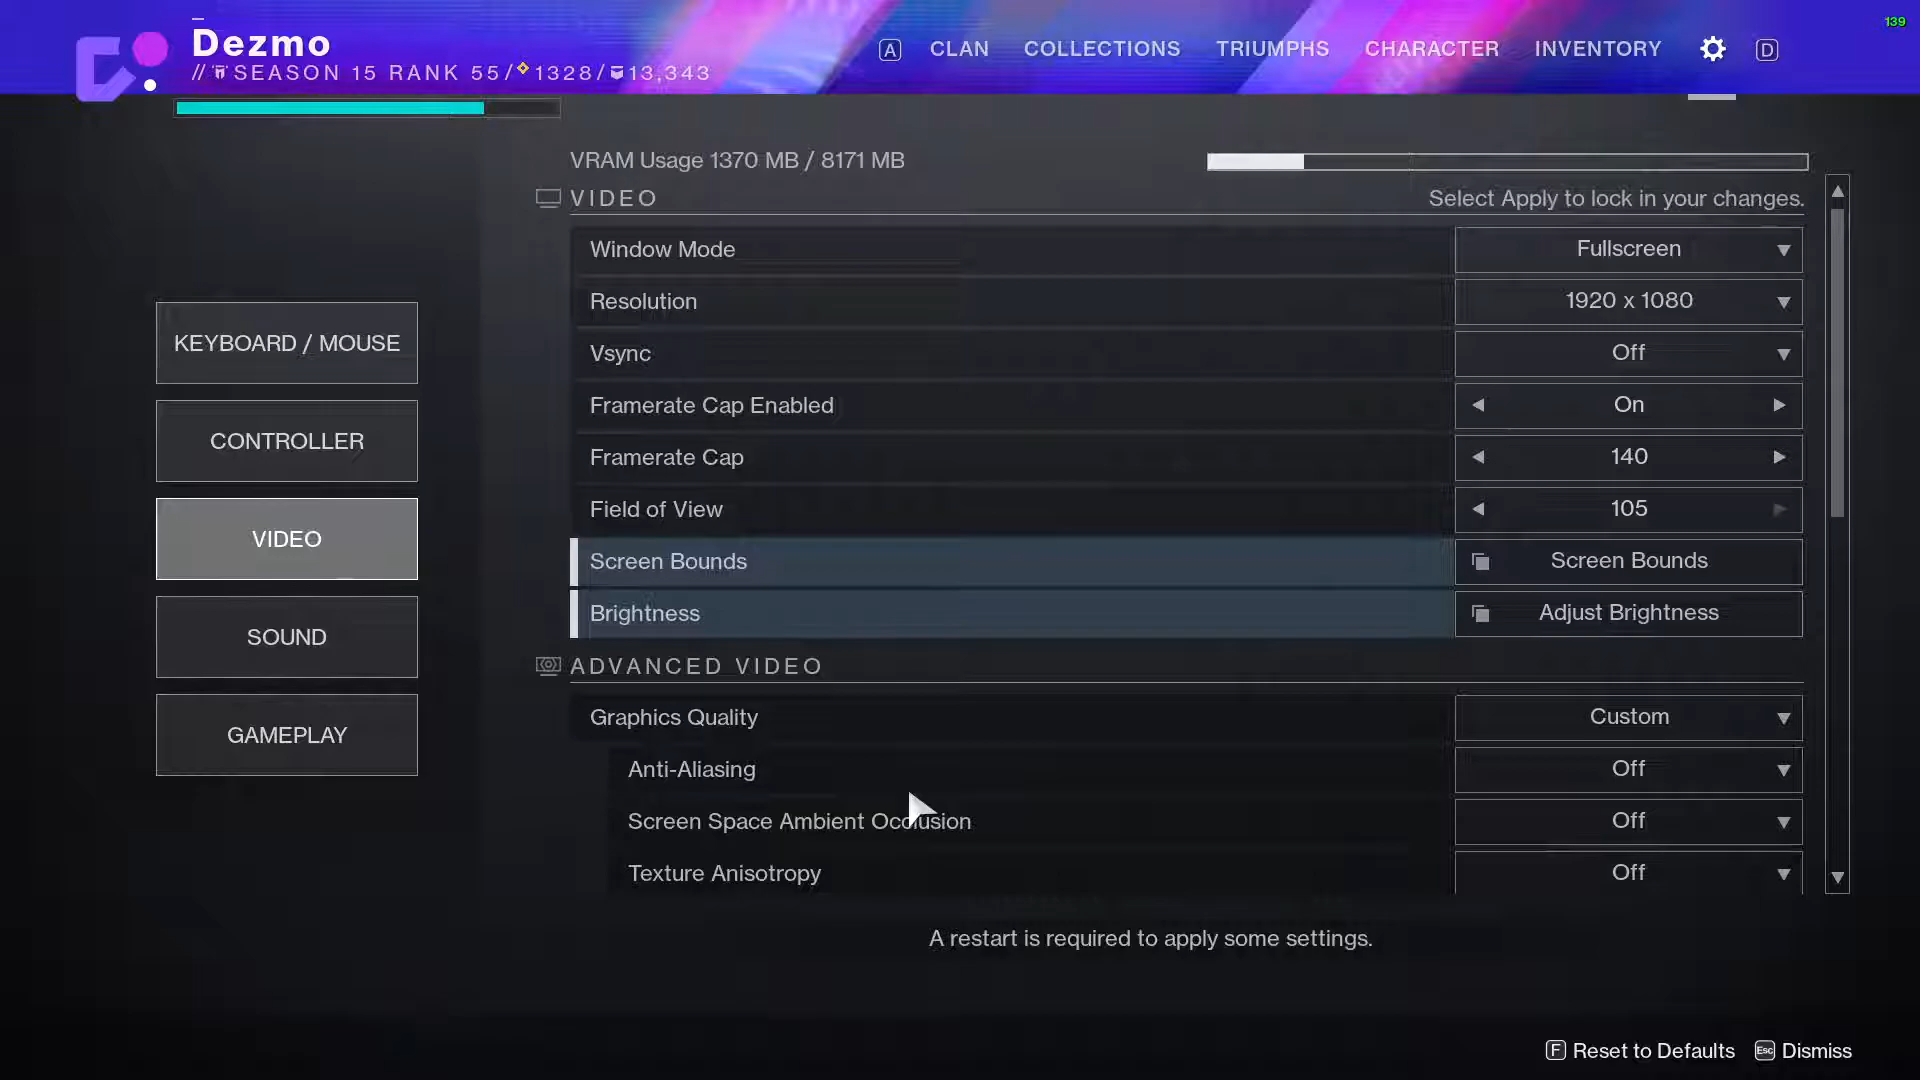 139
Dezmo
// SEASON 15 RANK 55/1328/13,343
A CLAN COLLECTIONS TRIUMPHS CHARACTER INVENTORY D
VRAM Usage 1370 MB / 8171 MB
VIDEO Select Apply to lock in your changes.
Window Mode Fullscreen
Resolution 1920 x 1080
Vsync Off
Framerate Cap Enabled On
Framerate Cap 140
Field of View 105
Screen Bounds Screen Bounds
Brightness Adjust Brightness
ADVANCED VIDEO
Graphics Quality Custom
Anti-Aliasing Off
Screen Space Ambient Occlusion Off
Texture Anisotropy Off
KEYBOARD / MOUSE
CONTROLLER
VIDEO
SOUND
GAMEPLAY
A restart is required to apply some settings.
F Reset to Defaults Esc Dismiss